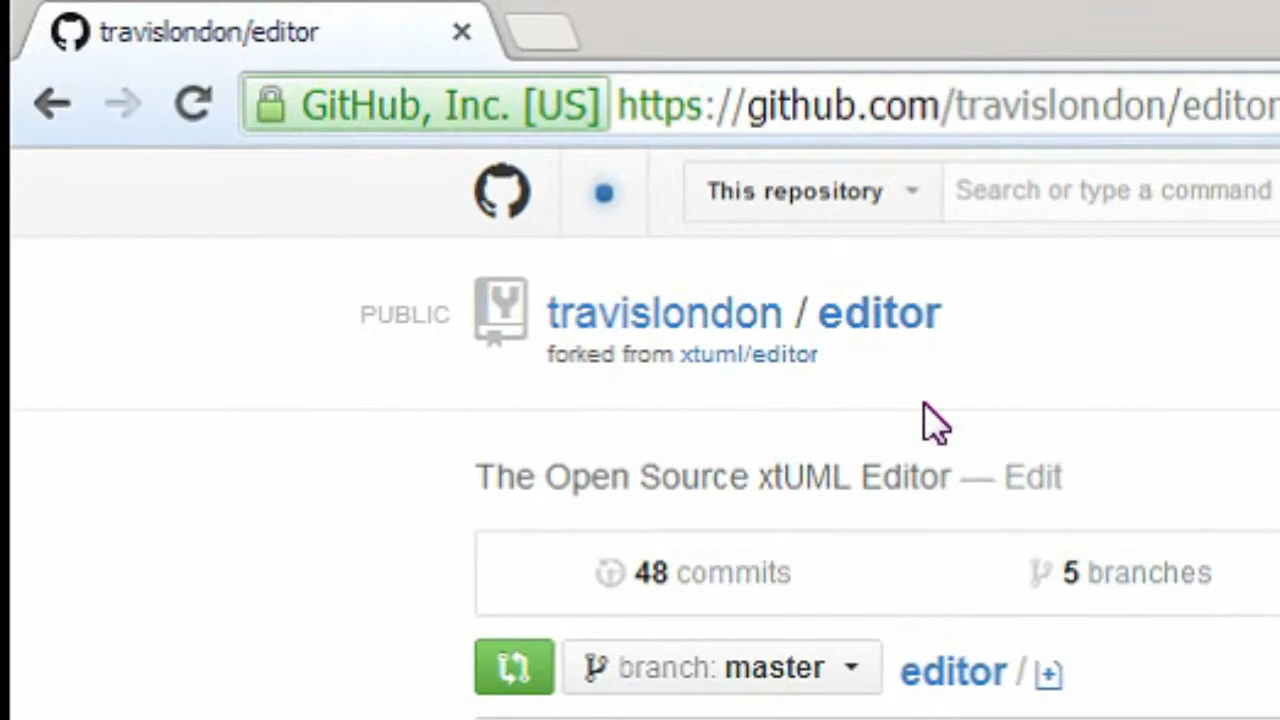 travislondon/editor
GitHub, Inc. [US] https://github.com/travislondon/editor
This repository Search or type a command
PUBLIC travislondon / editor
forked from xtuml/editor
The Open Source xtUML Editor — Edit
48 commits 5 branches
branch: master editor /